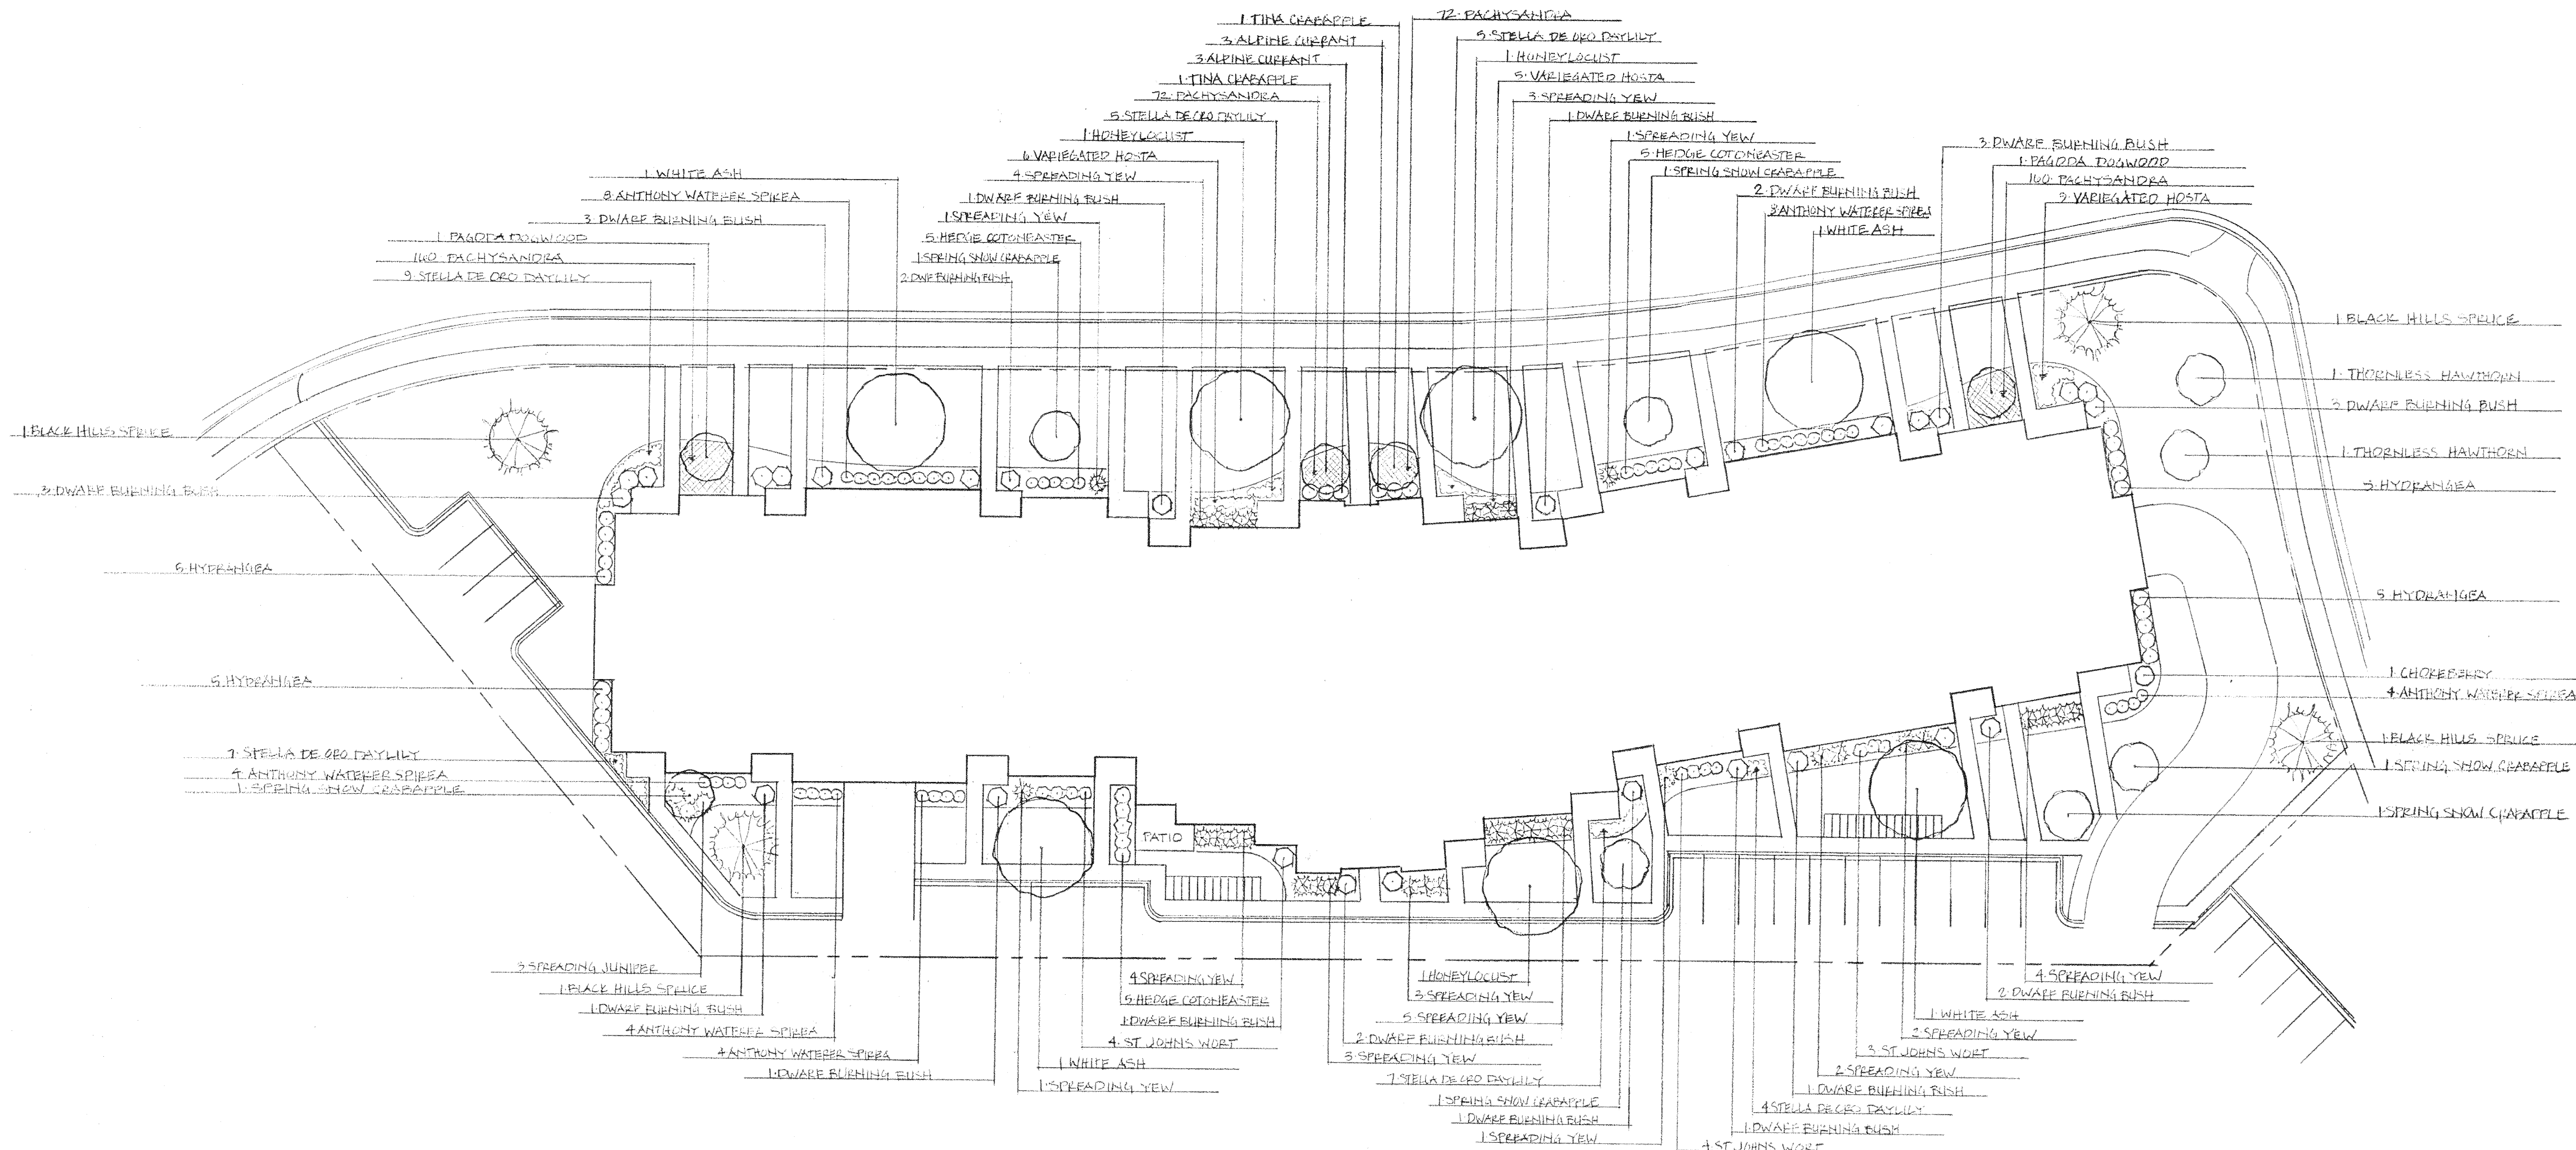 1·TINA CRABAPPLE
3·ALPINE CURRANT
3·ALPINE CURRANT
1·TINA CRABAPPLE
72·PACHYSANDRA
5·STELLA DE ORO DAYLILY
1·HONEYLOCUST
6·VARIEGATED HOSTA
4·SPREADING YEW
1·DWARF BURNING BUSH
1·SPREADING YEW
5·HEDGE COTONEASTER
1·SPRING SNOW CRABAPPLE
2·DWF BURNING BUSH
1·WHITE ASH
8·ANTHONY WATERER SPIREA
3·DWARF BURNING BUSH
1·PAGODA DOGWOOD
160·PACHYSANDRA
9·STELLA DE ORO DAYLILY
72·PACHYSANDRA
5·STELLA DE ORO DAYLILY
1·HONEYLOCUST
5·VARIEGATED HOSTA
3·SPREADING YEW
1·DWARF BURNING BUSH
1·SPREADING YEW
5·HEDGE COTONEASTER
1·SPRING SNOW CRABAPPLE
2·DWARF BURNING BUSH
8·ANTHONY WATERER SPIREA
1·WHITE ASH
3·DWARF BURNING BUSH
1·PAGODA DOGWOOD
160·PACHYSANDRA
9·VARIEGATED HOSTA
1·BLACK HILLS SPRUCE
3·DWARF BURNING BUSH
5·HYDRANGEA
5·HYDRANGEA
7·STELLA DE ORO DAYLILY
4·ANTHONY WATERER SPIREA
1·SPRING SNOW CRABAPPLE
1·BLACK HILLS SPRUCE
1·THORNLESS HAWTHORN
3·DWARF BURNING BUSH
1·THORNLESS HAWTHORN
5·HYDRANGEA
5·HYDRANGEA
1·CHOKEBERRY
4·ANTHONY WATERER SPIREA
1·BLACK HILLS SPRUCE
1·SPRING SNOW CRABAPPLE
1·SPRING SNOW CRABAPPLE
PATIO
3·SPREADING JUNIPER
1·BLACK HILLS SPRUCE
1·DWARF BURNING BUSH
4·ANTHONY WATERER SPIREA
4·ANTHONY WATERER SPIREA
1·DWARF BURNING BUSH
4·SPREADING YEW
5·HEDGE COTONEASTER
1·DWARF BURNING BUSH
4·ST JOHNS WORT
1·WHITE ASH
1·SPREADING YEW
1·HONEYLOCUST
3·SPREADING YEW
5·SPREADING YEW
2·DWARF BURNING BUSH
3·SPREADING YEW
7·STELLA DE ORO DAYLILY
1·SPRING SNOW CRABAPPLE
1·DWARF BURNING BUSH
1·SPREADING YEW
4·SPREADING YEW
2·DWARF BURNING BUSH
1·WHITE ASH
2·SPREADING YEW
3·ST JOHNS WORT
2·SPREADING YEW
1·DWARF BURNING BUSH
4·STELLA DE ORO DAYLILY
1·DWARF BURNING BUSH
4·ST JOHNS WORT